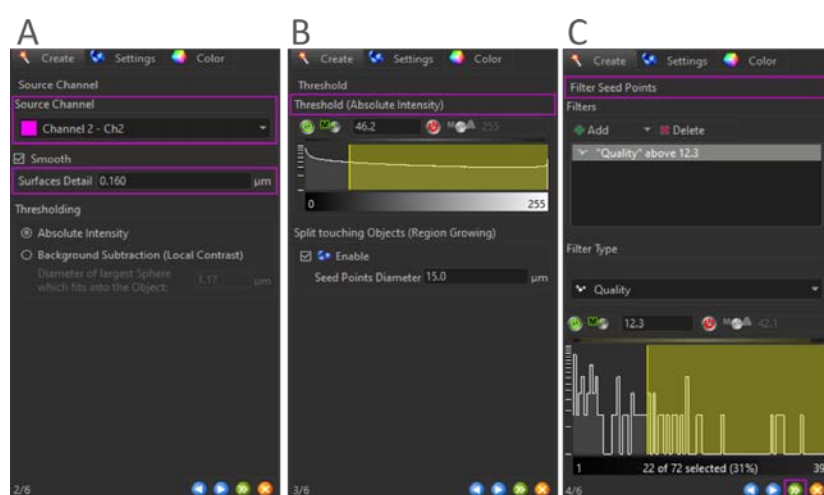 A
Create Settings Color
Source Channel
Source Channel
Channel 2 - Ch2
Smooth
Surfaces Detail 0.160 µm
Thresholding
Absolute Intensity
Background Subtraction (Local Contrast)
Diameter of largest Sphere
which fits into the Object: 1.17 µm
2/6
B
Create Settings Color
Threshold
Threshold (Absolute Intensity)
M 46.2 M A 255
0 255
Split touching Objects (Region Growing)
Enable
Seed Points Diameter 15.0 µm
3/6
C
Create Settings Color
Filter Seed Points
Filters
Add Delete
"Quality" above 12.3
Filter Type
Quality
M 12.3 M A 42.1
1 22 of 72 selected (31%) 39
4/6